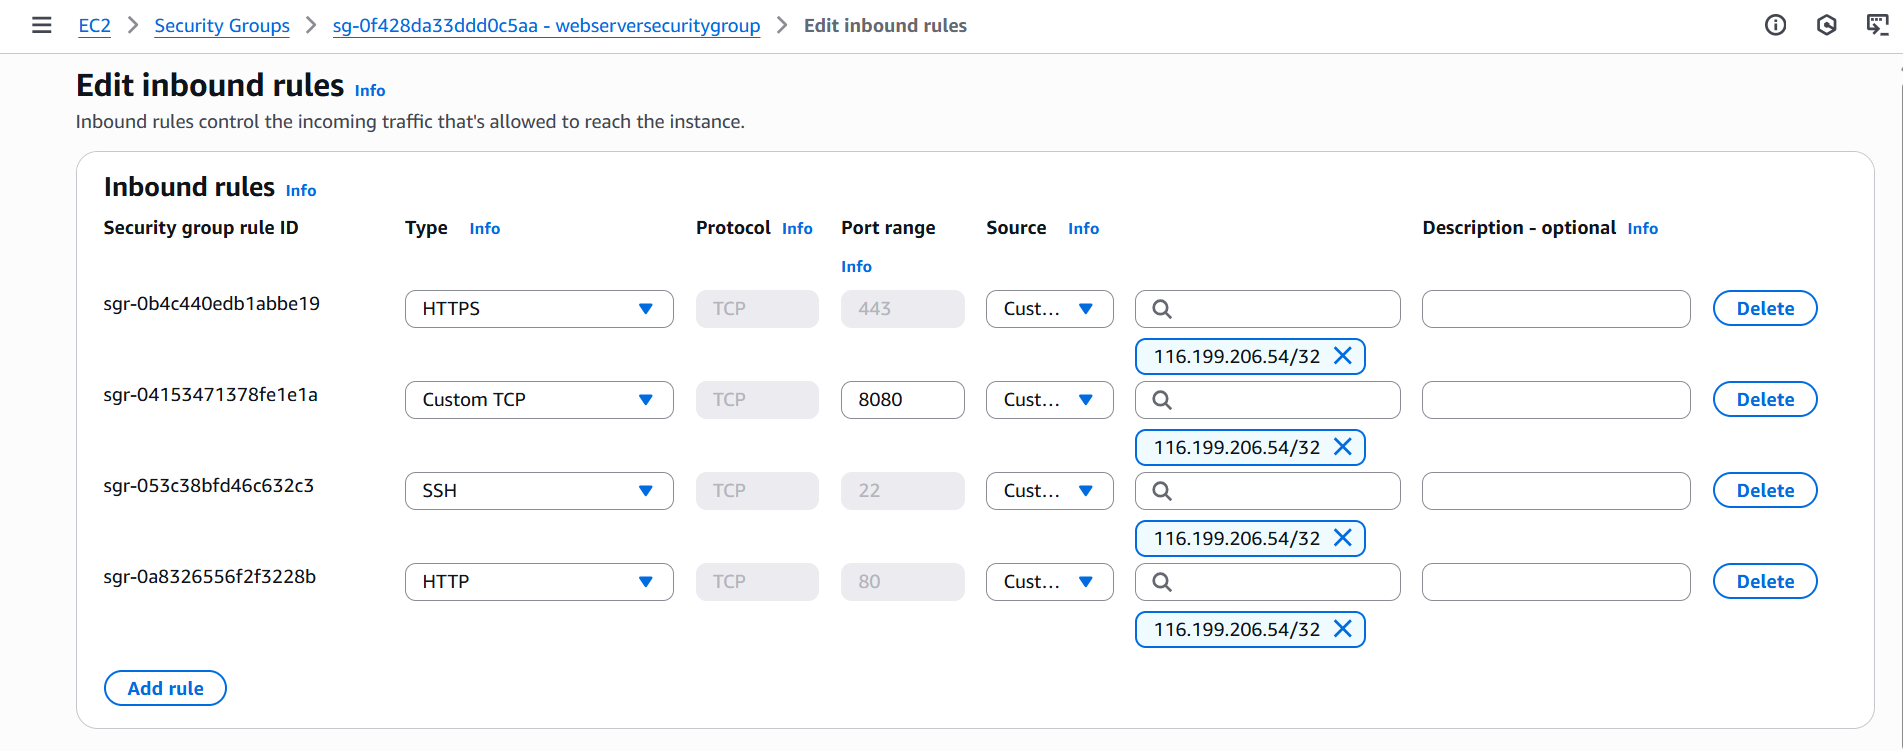 EC2 > Security Groups > sg-0f428da33ddd0c5aa - webserversecuritygroup > Edit inbound rules
Edit inbound rules Info
Inbound rules control the incoming traffic that's allowed to reach the instance.
Inbound rules Info
Security group rule ID Type Info Protocol Info Port range Info Source Info Description - optional Info
sgr-0b4c440edb1abbe19 HTTPS TCP 443 Cust... Delete
116.199.206.54/32
sgr-04153471378fe1e1a Custom TCP TCP 8080 Cust... Delete
116.199.206.54/32
sgr-053c38bfd46c632c3 SSH TCP 22 Cust... Delete
116.199.206.54/32
sgr-0a8326556f2f3228b HTTP TCP 80 Cust... Delete
116.199.206.54/32
Add rule